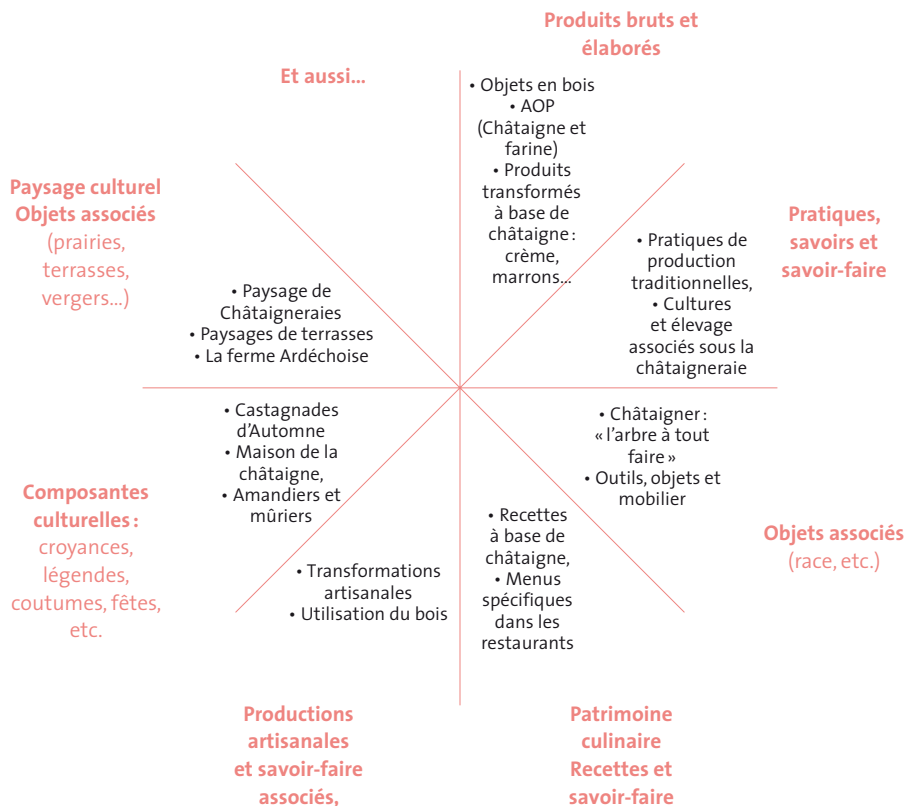 Produits bruts et
élaborés
• Objets en bois
• AOP
(Châtaigne et
farine)
• Produits
transformés
à base de
châtaigne :
crème,
marrons...
Pratiques,
savoirs et
savoir-faire
• Pratiques de
production
traditionnelles,
• Cultures
et élevage
associés sous la
châtaigneraie
Objets associés
(race, etc.)
• Châtaigner :
« l’arbre à tout
faire »
• Outils, objets et
mobilier
Patrimoine
culinaire
Recettes et
savoir-faire
• Recettes
à base de
châtaigne,
• Menus
spécifiques
dans les
restaurants
Productions
artisanales
et savoir-faire
associés,
• Transformations
artisanales
• Utilisation du bois
Composantes
culturelles :
croyances,
légendes,
coutumes, fêtes,
etc.
• Castagnades
d’Automne
• Maison de la
châtaigne,
• Amandiers et
mûriers
Paysage culturel
Objets associés
(prairies,
terrasses,
vergers...)
• Paysage de
Châtaigneraies
• Paysages de terrasses
• La ferme Ardéchoise
Et aussi...